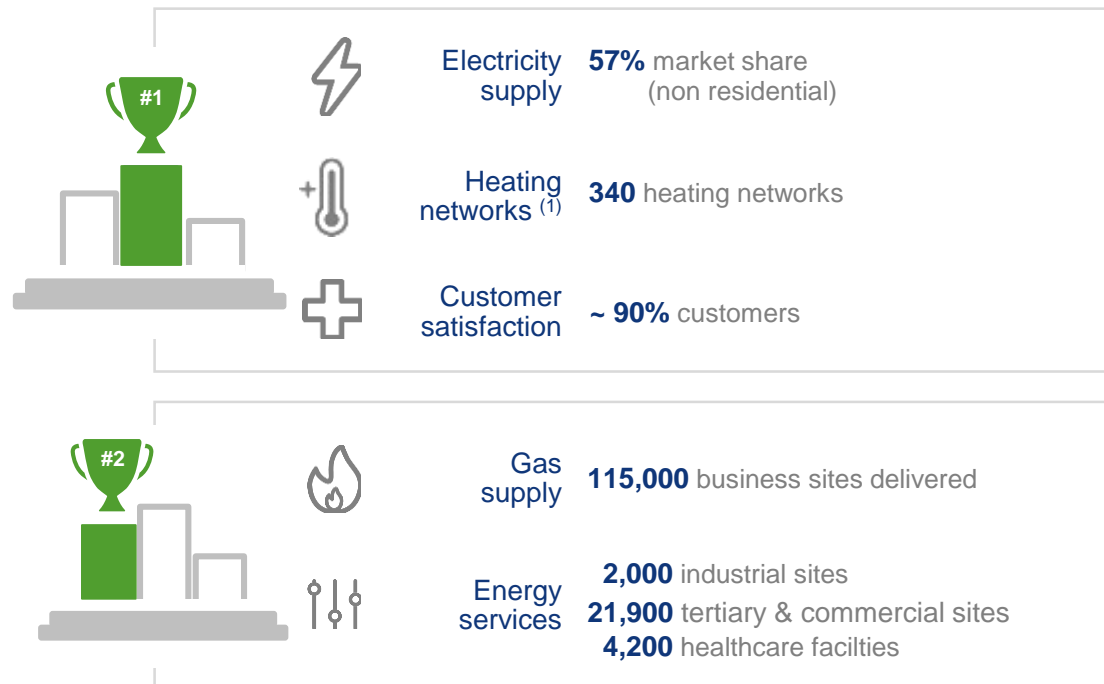 #1
Electricity supply
57% market share
(non residential)
Heating networks (1)
340 heating networks
Customer satisfaction
~ 90% customers
#2
Gas supply
115,000 business sites delivered
Energy services
2,000 industrial sites
21,900 tertiary & commercial sites
4,200 healthcare facilties